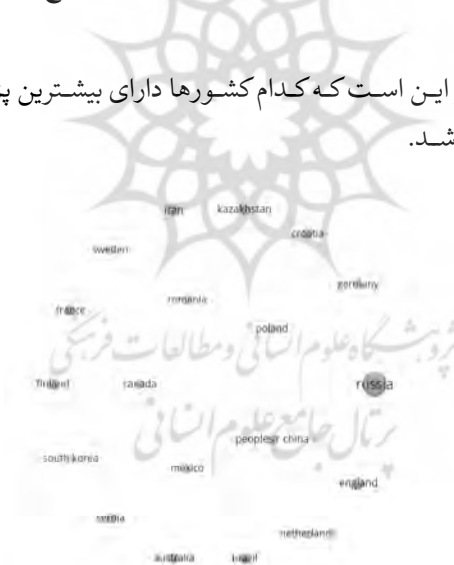 این است که کدام کشورها دارای بیشترین
شد.
iran kazakhstan
croatia
sweden
germany
romania
france
poland
پژوهشگاه علوم انسانی و مطالعات فرهنگی
finland canada russia
پرتال جامع علوم انسانی
peoples r china
south korea
mexico
england
serbia
netherlands
australia brazil